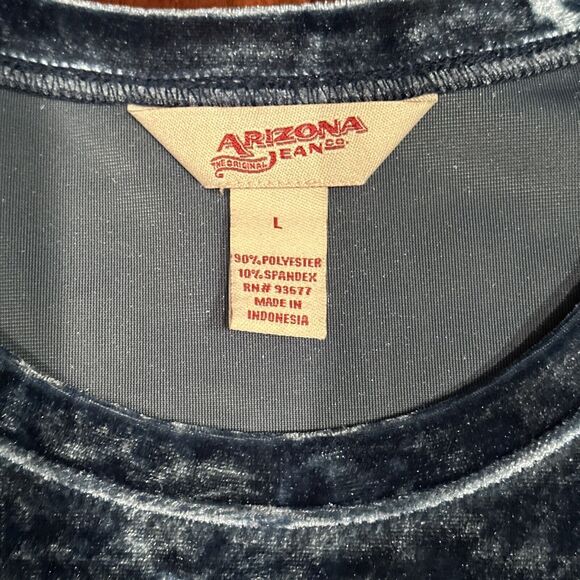 ARIZONA
THE ORIGINAL JEAN CO.
L
90% POLYESTER
10% SPANDEX
RN# 93677
MADE IN
INDONESIA